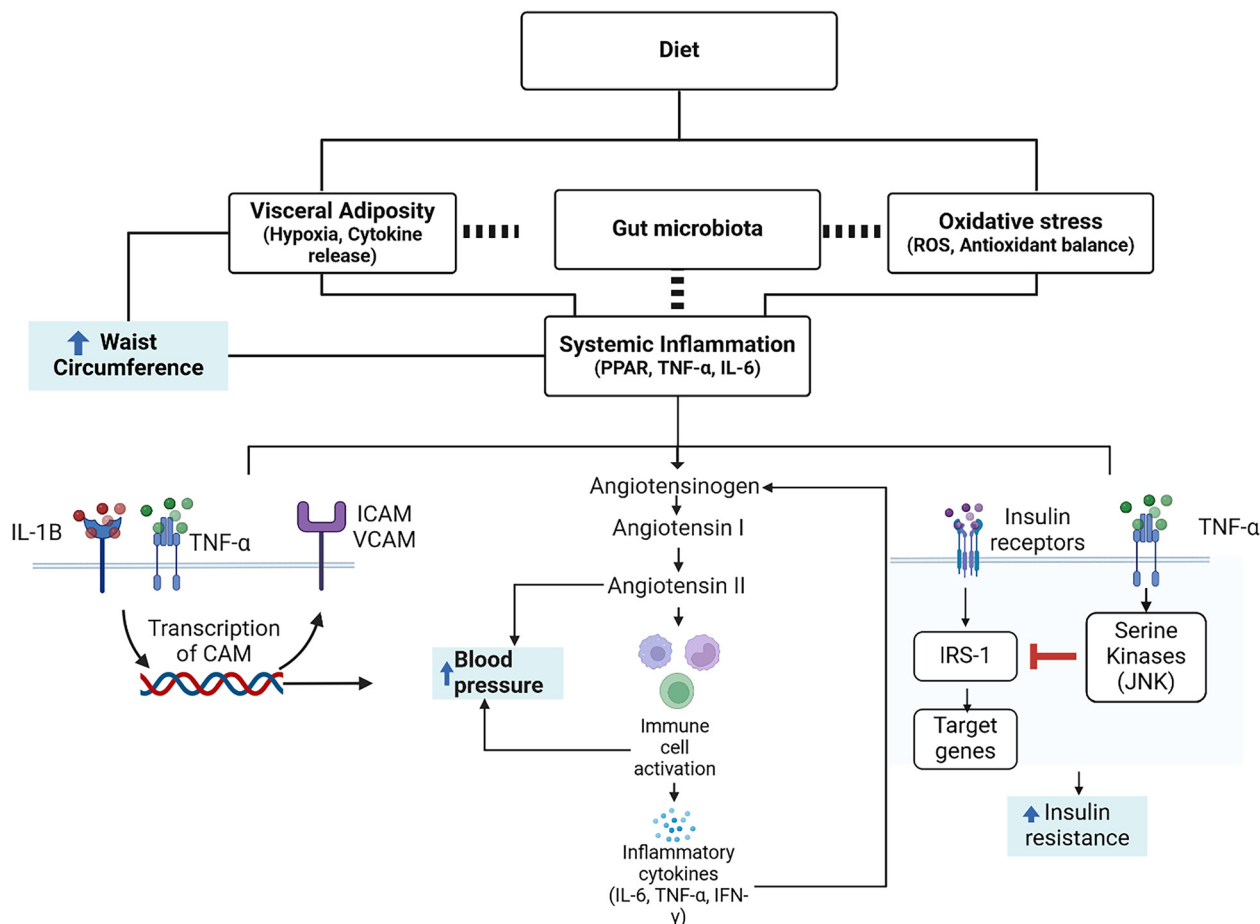 Diet
Visceral Adiposity
(Hypoxia, Cytokine
release)
Gut microbiota
Oxidative stress
(ROS, Antioxidant balance)
Waist
Circumference
Systemic Inflammation
(PPAR, TNF-α, IL-6)
IL-1B
TNF-α
ICAM
VCAM
Transcription
of CAM
Angiotensinogen
Angiotensin I
Angiotensin II
Blood
pressure
Immune
cell
activation
Inflammatory
cytokines
(IL-6, TNF-α, IFN-
γ)
Insulin
receptors
TNF-α
IRS-1
Serine
Kinases
(JNK)
Target
genes
Insulin
resistance